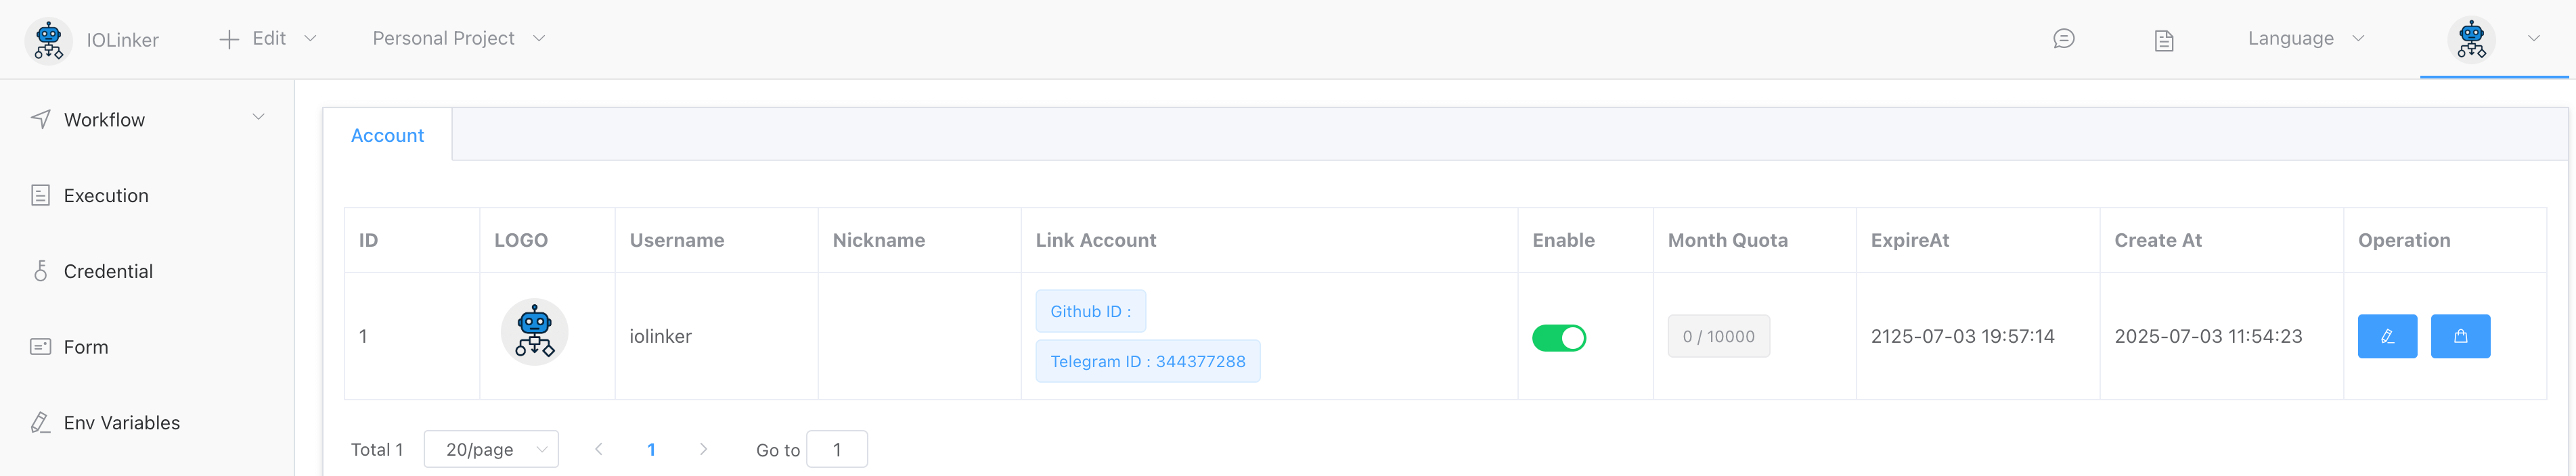 IOLinker
Edit
Personal Project
Language
Workflow
Execution
Credential
Form
Env Variables
Account
ID LOGO Username Nickname Link Account Enable Month Quota ExpireAt Create At Operation
1 iolinker Github ID : 0 / 10000 2125-07-03 19:57:14 2025-07-03 11:54:23
Telegram ID : 344377288
Total 1 20/page 1 Go to 1